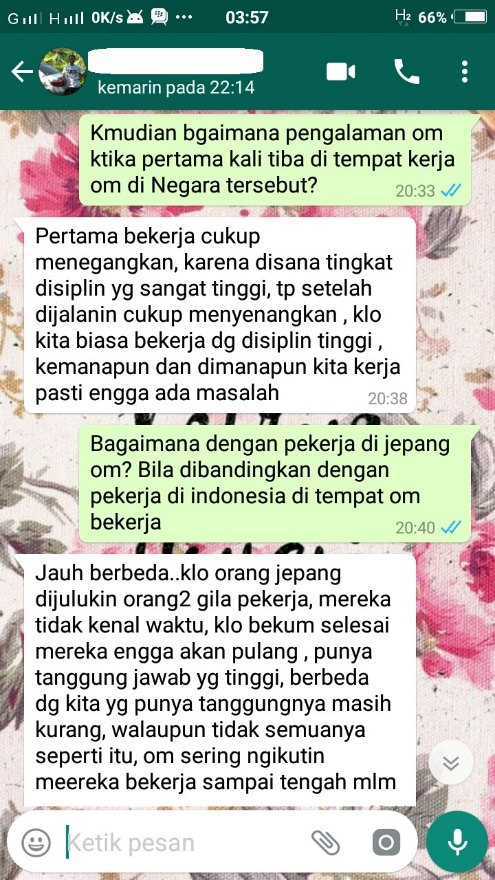 G H 0K/s 03:57 H2 66%
kemarin pada 22:14
Kmudian bgaimana pengalaman om
ktika pertama kali tiba di tempat kerja
om di Negara tersebut?
20:33
Pertama bekerja cukup
menegangkan, karena disana tingkat
disiplin yg sangat tinggi, tp setelah
dijalanin cukup menyenangkan , klo
kita biasa bekerja dg disiplin tinggi ,
kemanapun dan dimanapun kita kerja
pasti engga ada masalah
20:38
Bagaimana dengan pekerja di jepang
om? Bila dibandingkan dengan
pekerja di indonesia di tempat om
bekerja
20:40
Jauh berbeda..klo orang jepang
dijulukin orang2 gila pekerja, mereka
tidak kenal waktu, klo bekum selesai
mereka engga akan pulang , punya
tanggung jawab yg tinggi, berbeda
dg kita yg punya tanggungnya masih
kurang, walaupun tidak semuanya
seperti itu, om sering ngikutin
meereka bekerja sampai tengah mlm
Ketik pesan